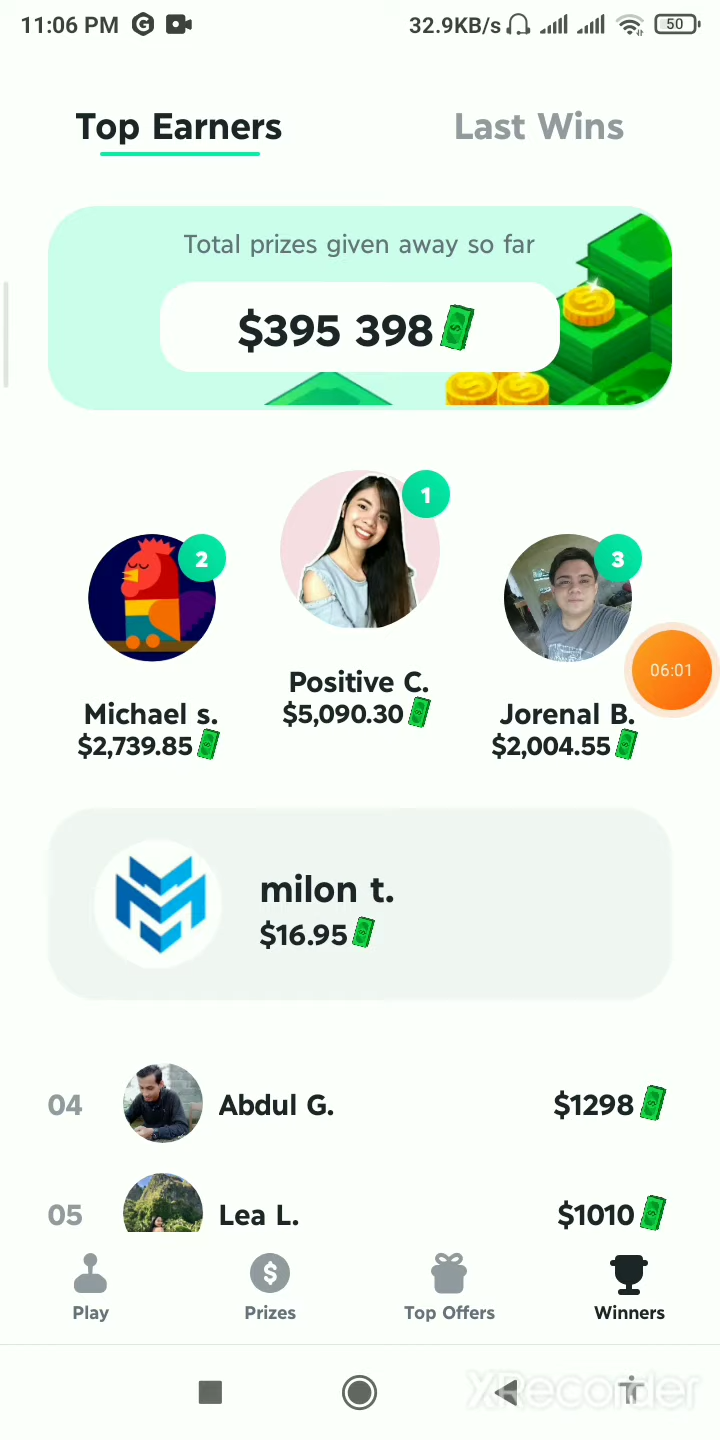 11:06 PM
32.9KB/s
50
Top Earners
Last Wins
Total prizes given away so far
$395 398
1
2
3
06:01
Positive C.
$5,090.30
Michael s.
$2,739.85
Jorenal B.
$2,004.55
milon t.
$16.95
04
Abdul G.
$1298
05
Lea L.
$1010
Play
Prizes
Top Offers
Winners
XRecorder